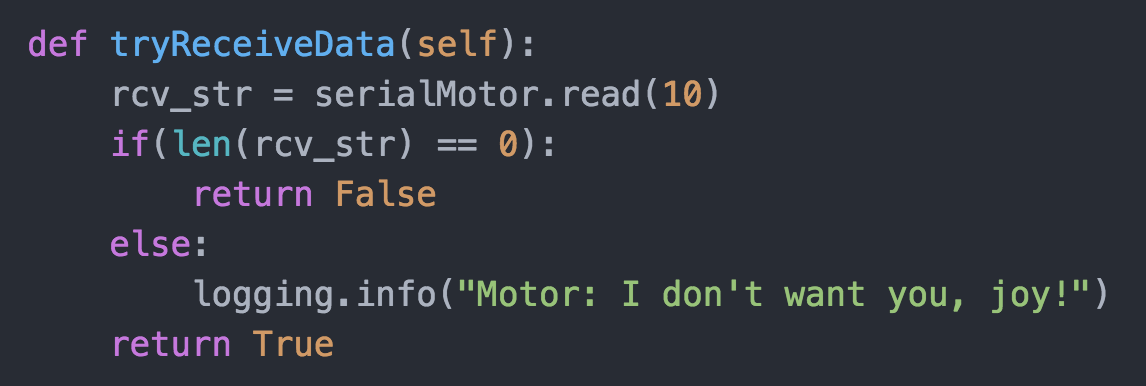 def tryReceiveData(self):
    rcv_str = serialMotor.read(10)
    if(len(rcv_str) == 0):
        return False
    else:
        logging.info("Motor: I don't want you, joy!")
    return True